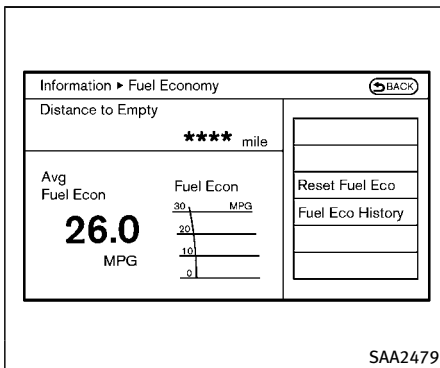 Information ▸ Fuel Economy
BACK
Distance to Empty
**** mile
Avg
Fuel Econ
26.0
MPG
Fuel Econ
30 MPG
20
10
0
Reset Fuel Eco
Fuel Eco History
SAA2479